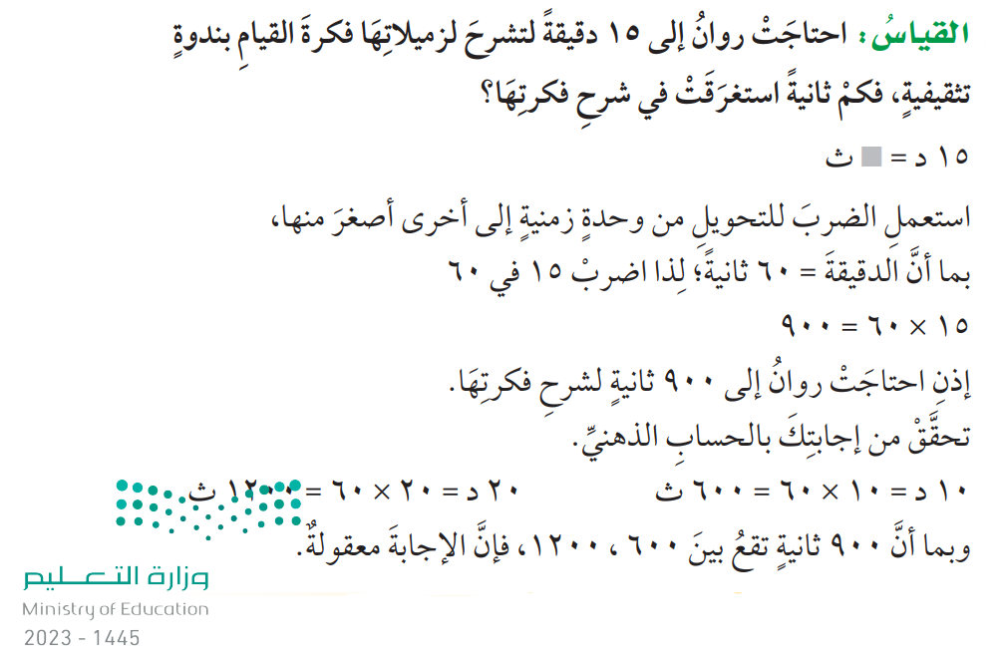 القياسُ: احتاجَتْ روانُ إلى ١٥ دقيقةً لتشرحَ لزميلاتِهَا فكرةَ القيامِ بندوةٍ
تثقيفيةٍ، فكمْ ثانيةً استغرَقَتْ في شرحِ فكرتِهَا؟
١٥ د = ■ ث
استعملِ الضربَ للتحويلِ من وحدةٍ زمنيةٍ إلى أخرى أصغرَ منها،
بما أنَّ الدقيقةَ = ٦٠ ثانيةً؛ لِذا اضربْ ١٥ في ٦٠
١٥ × ٦٠ = ٩٠٠
إذنِ احتاجَتْ روانُ إلى ٩٠٠ ثانيةٍ لشرحِ فكرتِهَا.
تحقَّقْ من إجابتِكَ بالحسابِ الذهنيِّ.
١٠ د = ١٠ × ٦٠ = ٦٠٠ ث ٢٠ د = ٢٠ × ٦٠ = ١٢٠٠ ث
وبما أنَّ ٩٠٠ ثانيةٍ تقعُ بينَ ٦٠٠ ، ١٢٠٠، فإنَّ الإجابةَ معقولةٌ.
وزارة التعليم
Ministry of Education
2023 - 1445